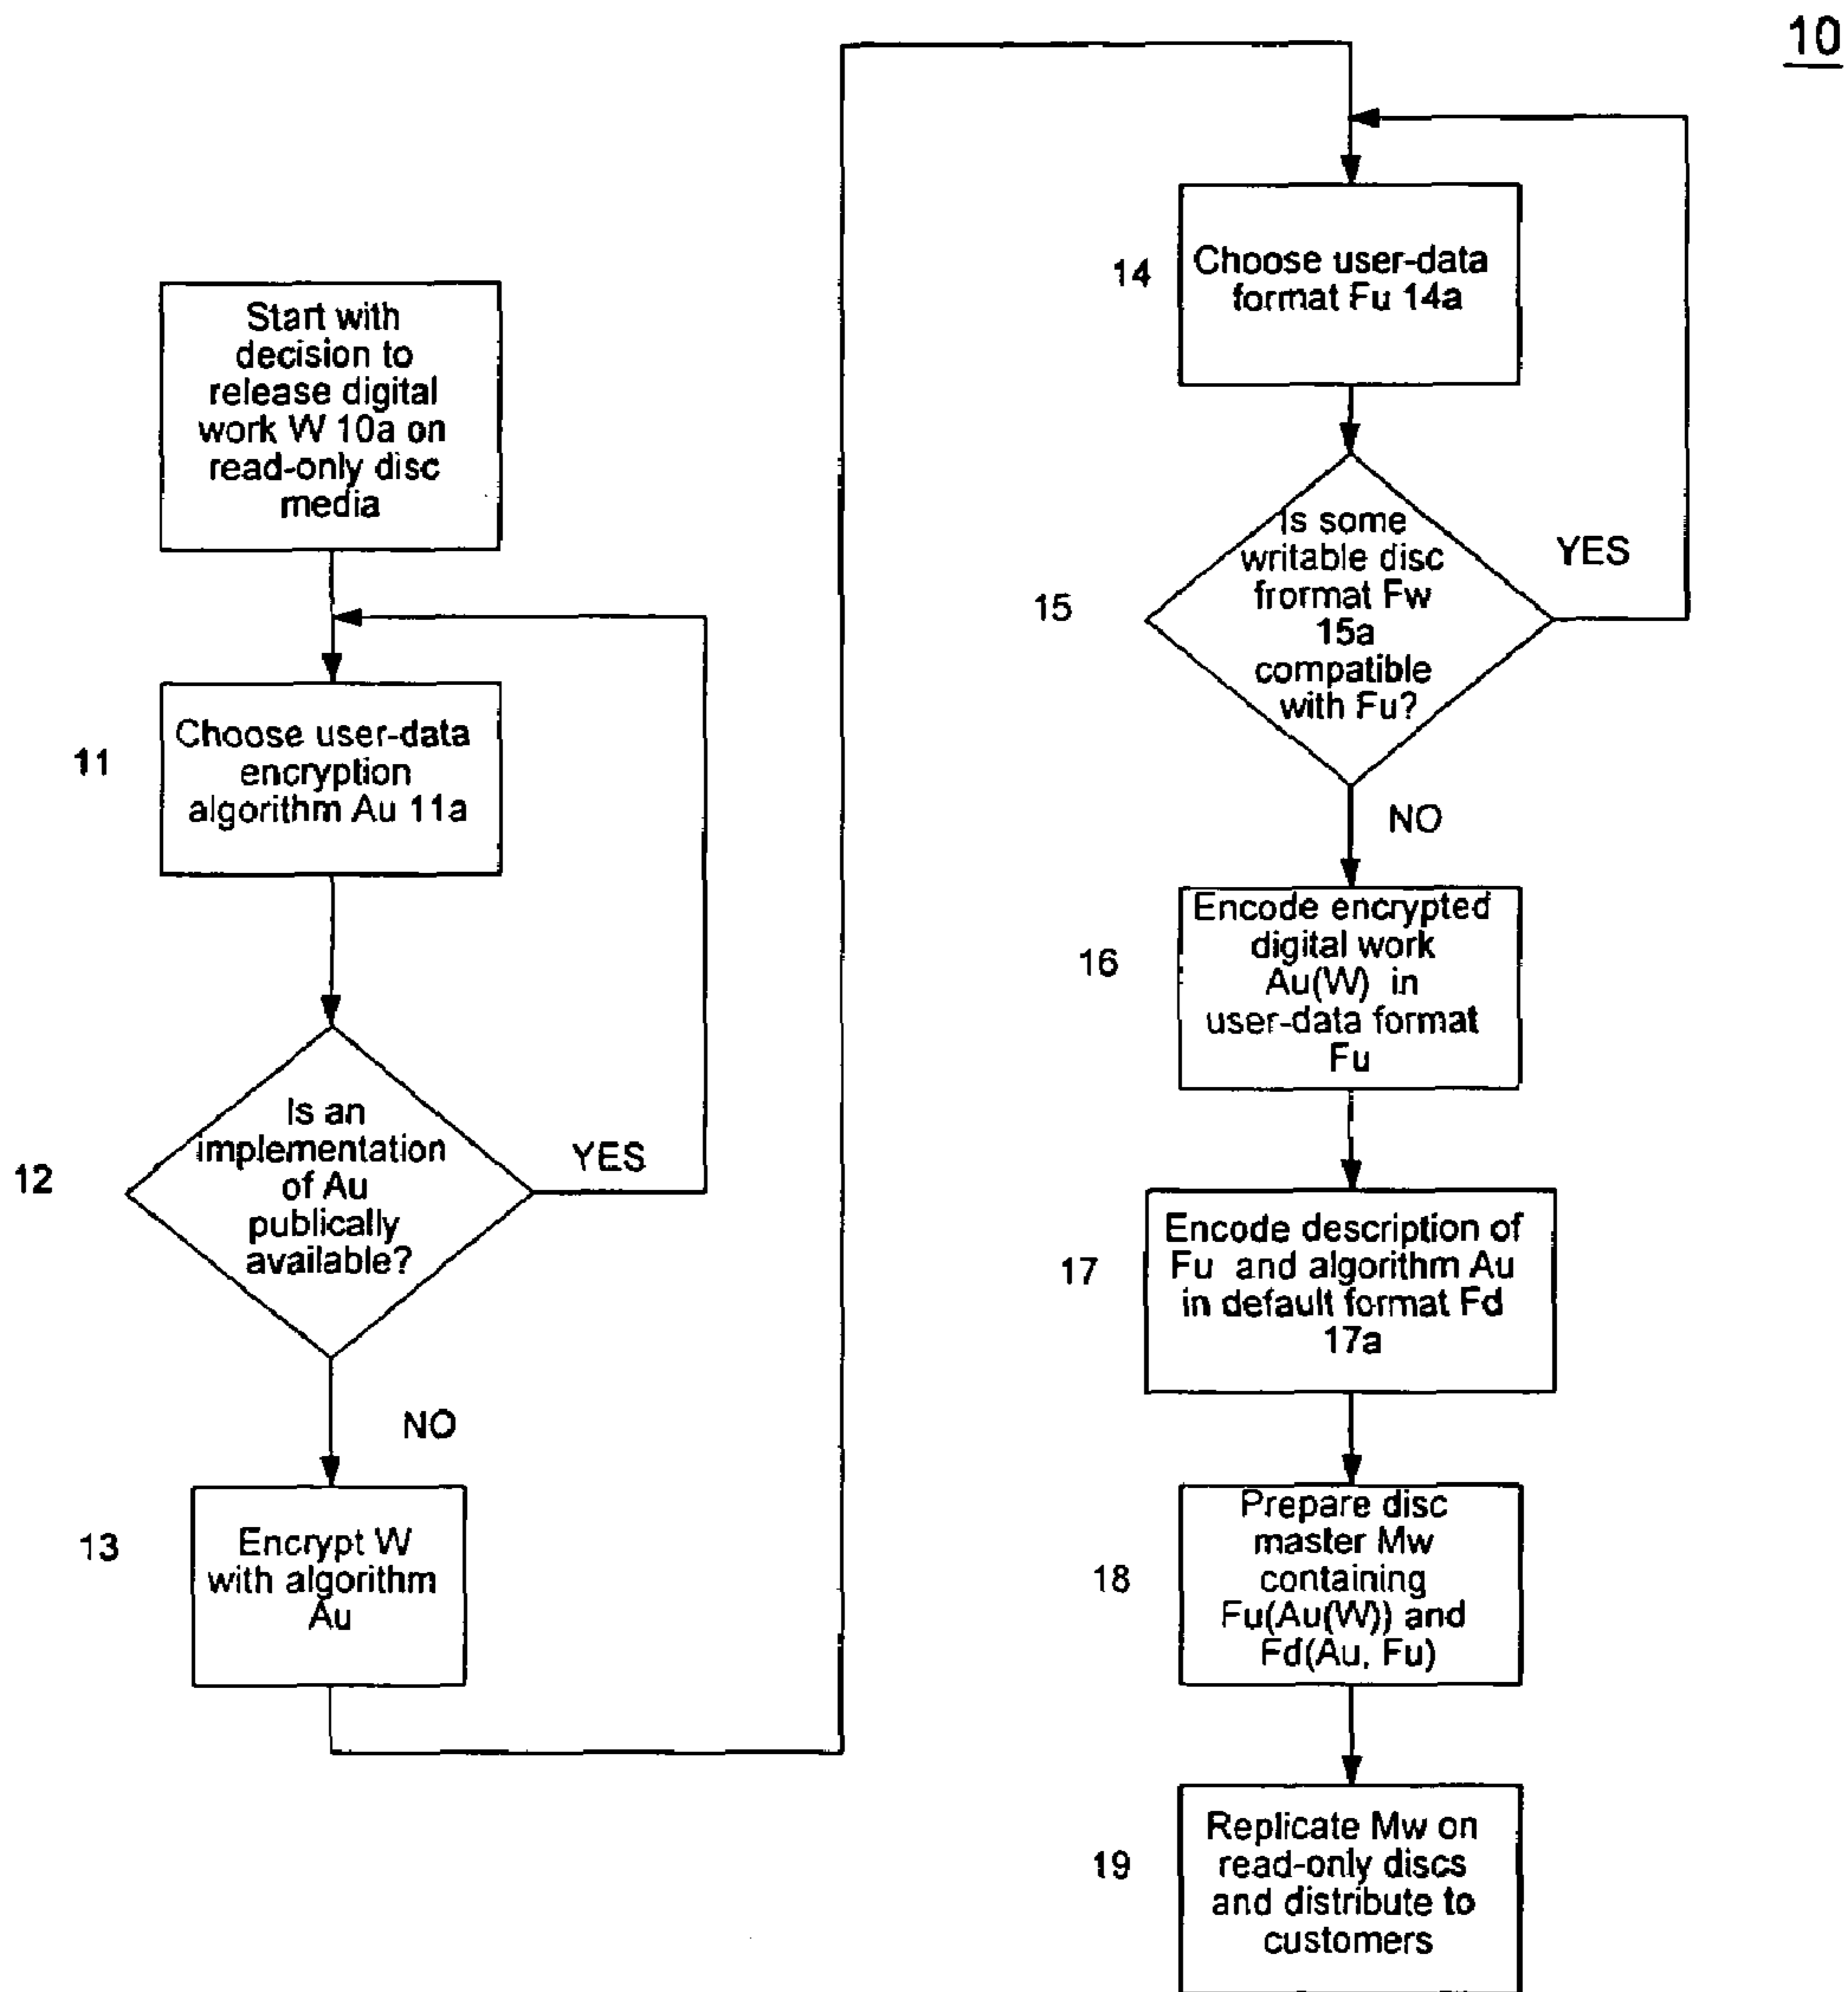 10
Start with
decision to
release digital
work W 10a on
read-only disc
media
11
Choose user-data
encryption
algorithm Au 11a
12
Is an
implementation
of Au
publically
available?
YES
NO
13
Encrypt W
with algorithm
Au
14
Choose user-data
format Fu 14a
15
Is some
writable disc
frormat Fw
15a
compatible
with Fu?
YES
NO
16
Encode encrypted
digital work
Au(W) in
user-data format
Fu
17
Encode description of
Fu and algorithm Au
in default format Fd
17a
18
Prepare disc
master Mw
containing
Fu(Au(W)) and
Fd(Au, Fu)
19
Replicate Mw on
read-only discs
and distribute to
customers